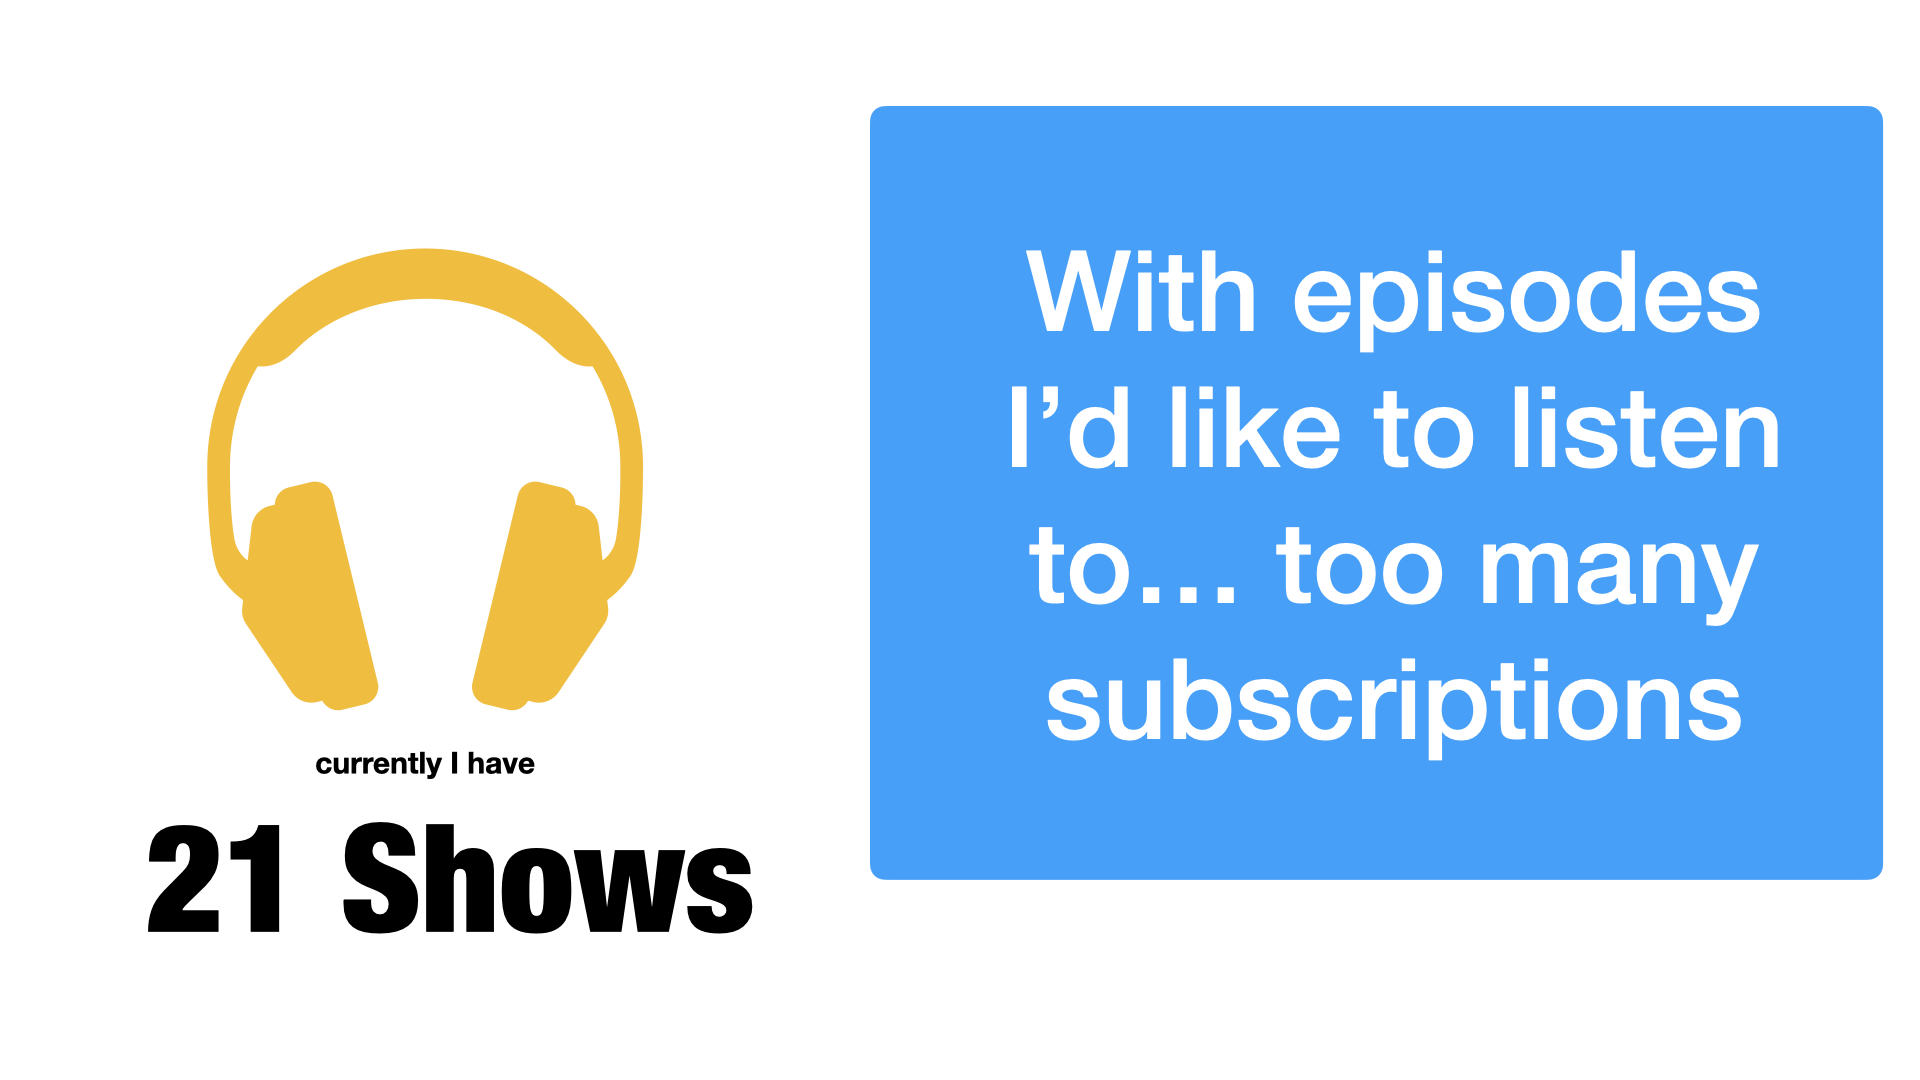 currently I have
21 Shows
With episodes
I’d like to listen
to… too many
subscriptions